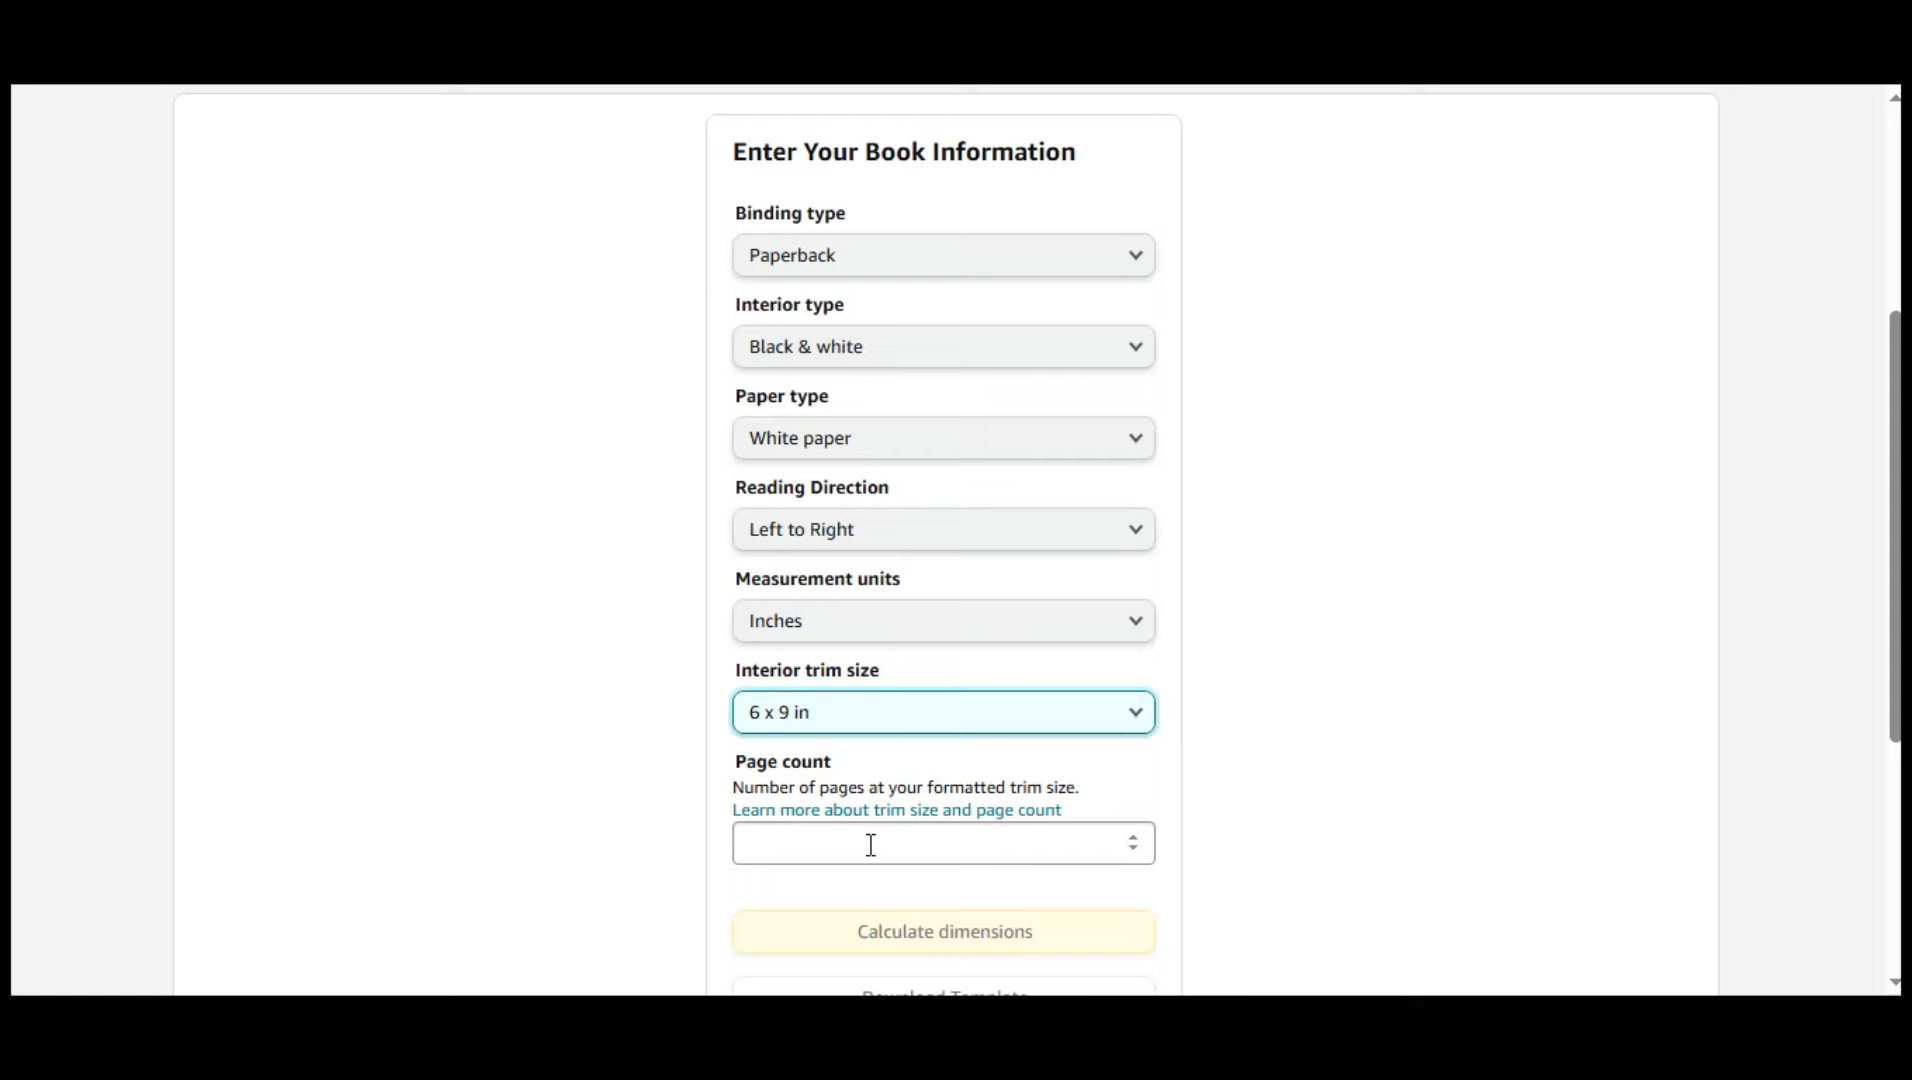 Enter Your Book Information
Binding type
Paperback
Interior type
Black & white
Paper type
White paper
Reading Direction
Left to Right
Measurement units
Inches
Interior trim size
6 x 9 in
Page count
Number of pages at your formatted trim size.
Learn more about trim size and page count
Calculate dimensions
Download Template